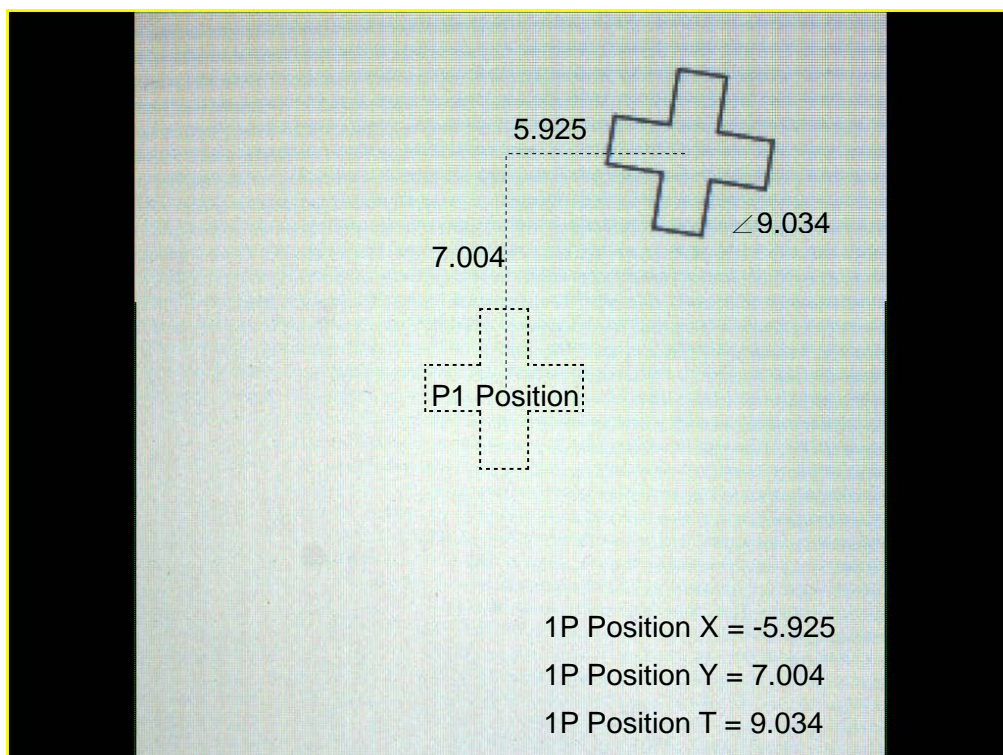 5.925
∠9.034
7.004
P1 Position
1P Position X = -5.925
1P Position Y = 7.004
1P Position T = 9.034